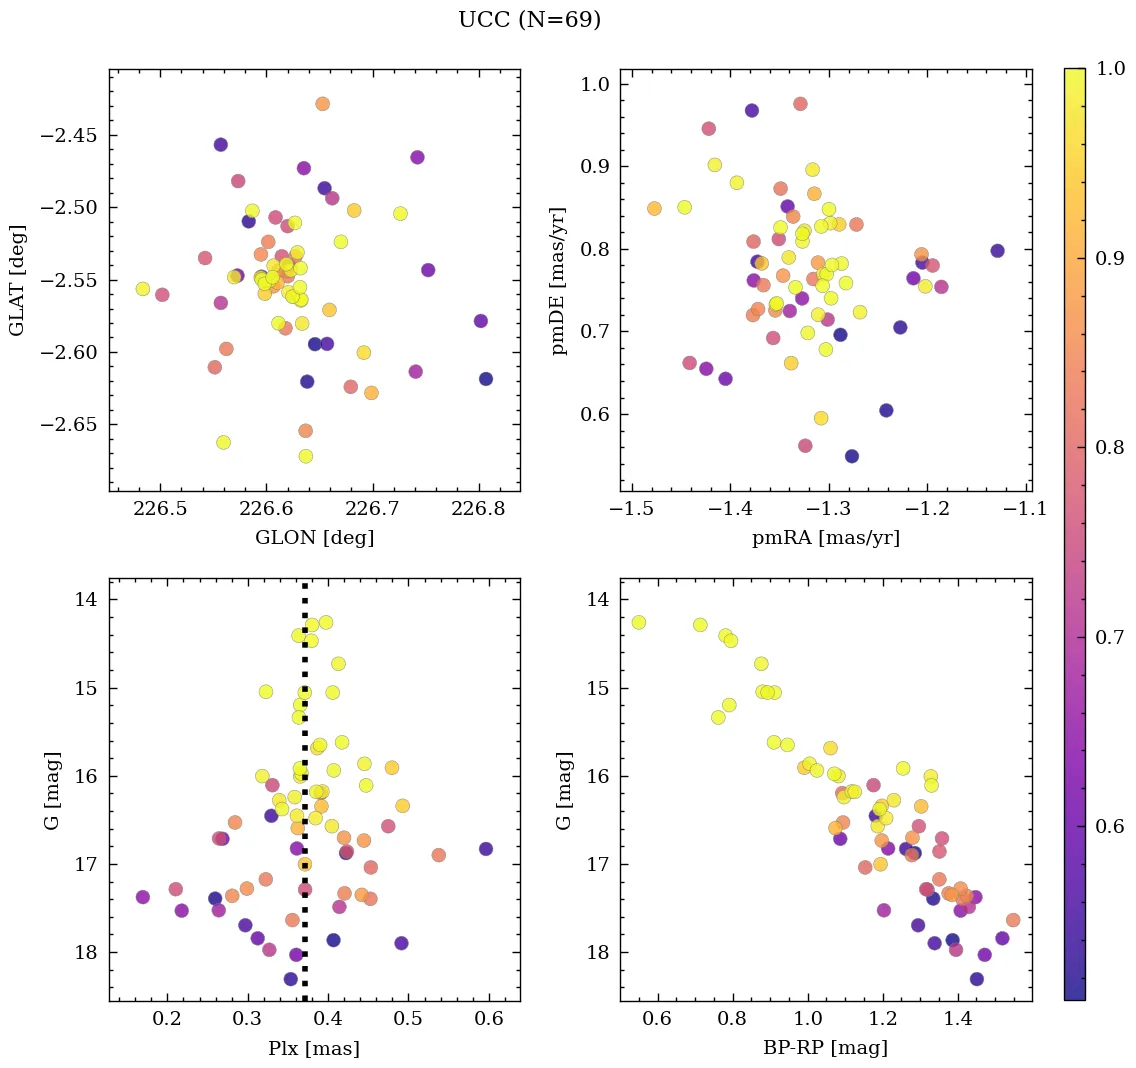 UCC (N=69)
−2.45
−2.50
−2.55
−2.60
−2.65
GLAT [deg]
226.5 226.6 226.7 226.8
GLON [deg]
1.0
0.9
0.8
0.7
0.6
pmDE [mas/yr]
−1.5 −1.4 −1.3 −1.2 −1.1
pmRA [mas/yr]
14
15
16
17
18
G [mag]
0.2 0.3 0.4 0.5 0.6
Plx [mas]
14
15
16
17
18
G [mag]
0.6 0.8 1.0 1.2 1.4
BP-RP [mag]
1.0
0.9
0.8
0.7
0.6